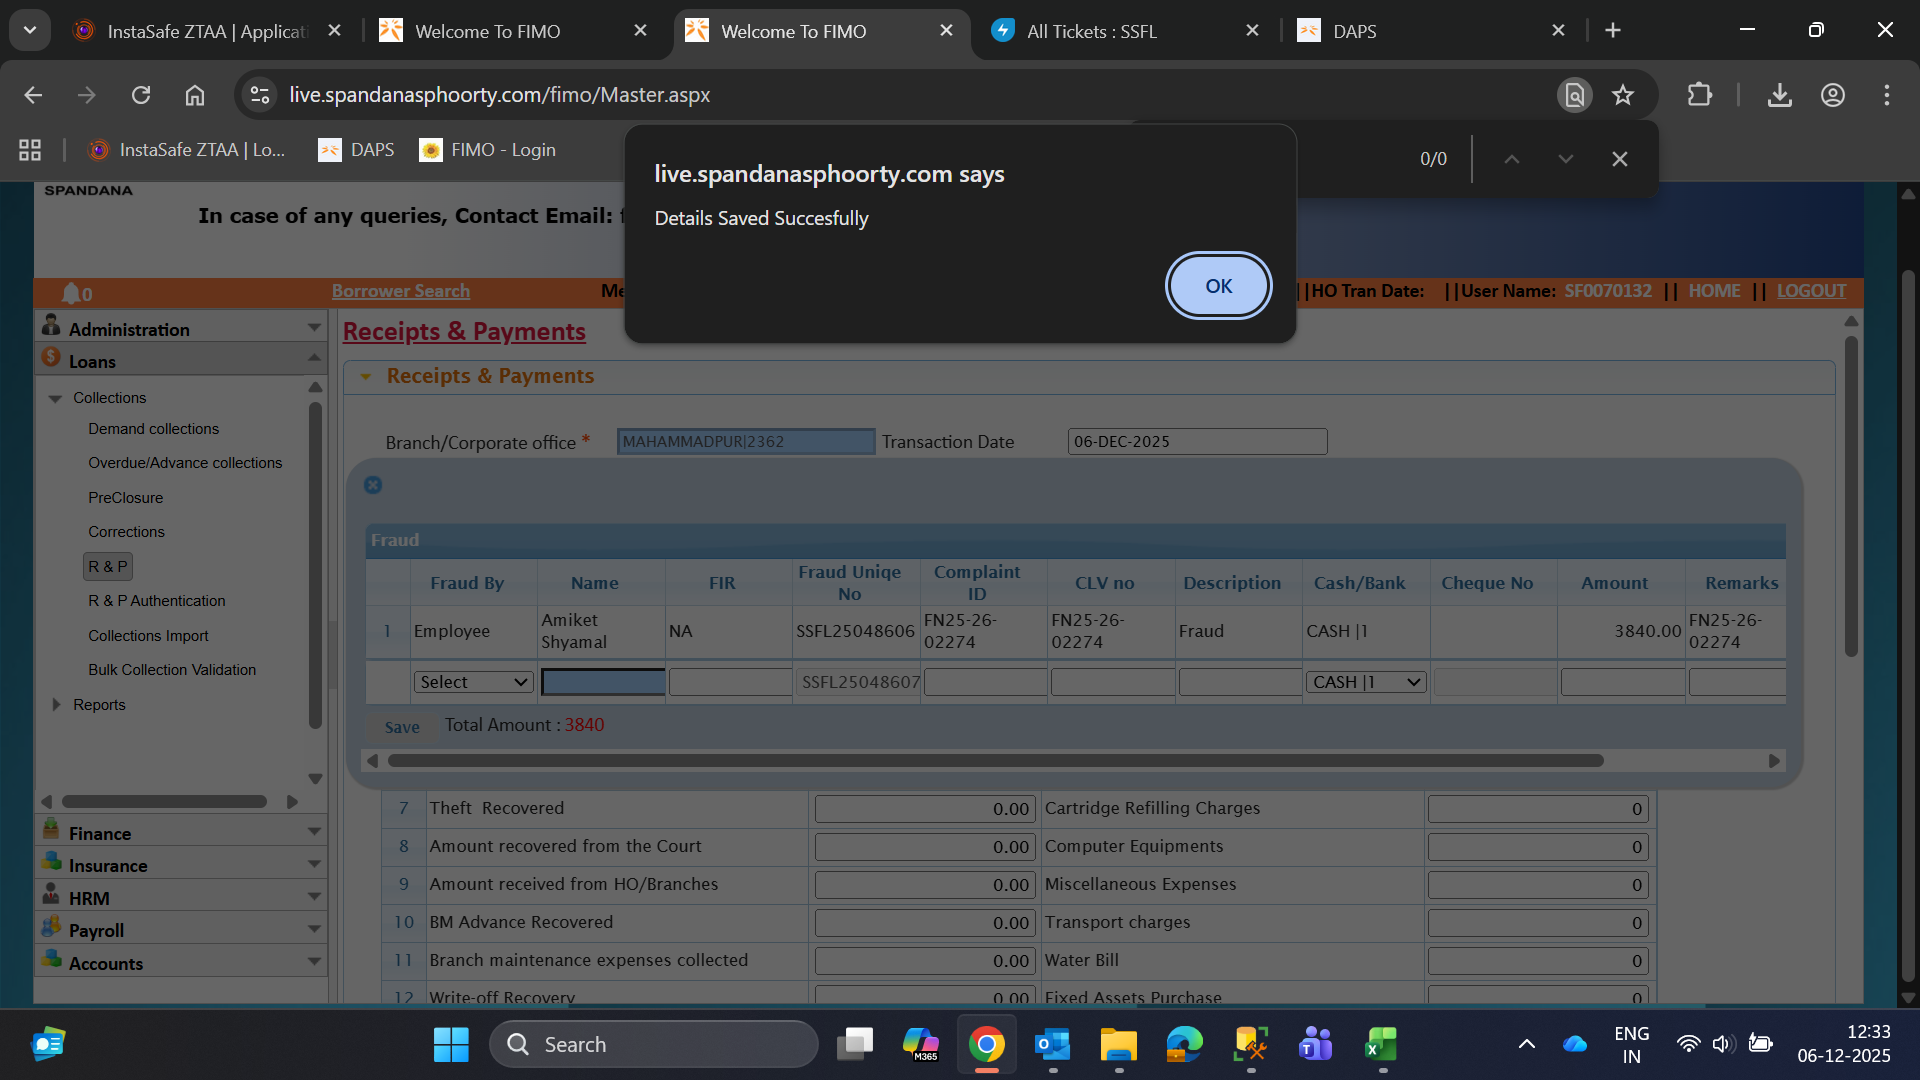 InstaSafe ZTAA | Applicati
Welcome To FIMO
Welcome To FIMO
All Tickets : SSFL
DAPS
live.spandanasphoorty.com/fimo/Master.aspx
InstaSafe ZTAA | Lo...
DAPS
FIMO - Login
0/0
live.spandanasphoorty.com says
Details Saved Succesfully
OK
SPANDANA
In case of any queries, Contact Email:
0
Borrower Search
||HO Tran Date: ||User Name: SF0070132 || HOME || LOGOUT
Administration
Loans
Collections
Demand collections
Overdue/Advance collections
PreClosure
Corrections
R & P
R & P Authentication
Collections Import
Bulk Collection Validation
Reports
Finance
Insurance
HRM
Payroll
Accounts
Receipts & Payments
Receipts & Payments
Branch/Corporate office * MAHAMMADPUR|2362 Transaction Date 06-DEC-2025
Fraud
Fraud By Name FIR Fraud Uniqe No Complaint ID CLV no Description Cash/Bank Cheque No Amount Remarks
1 Employee Amiket Shyamal NA SSFL25048606 FN25-26-02274 FN25-26-02274 Fraud CASH |1 3840.00 FN25-26-02274
Select SSFL25048607 CASH |1
Save Total Amount : 3840
7 Theft Recovered 0.00 Cartridge Refilling Charges 0
8 Amount recovered from the Court 0.00 Computer Equipments 0
9 Amount received from HO/Branches 0.00 Miscellaneous Expenses 0
10 BM Advance Recovered 0.00 Transport charges 0
11 Branch maintenance expenses collected 0.00 Water Bill 0
12 Write-off Recovery 0.00 Fixed Assets Purchase 0
Search
M365
ENG
IN
12:33
06-12-2025